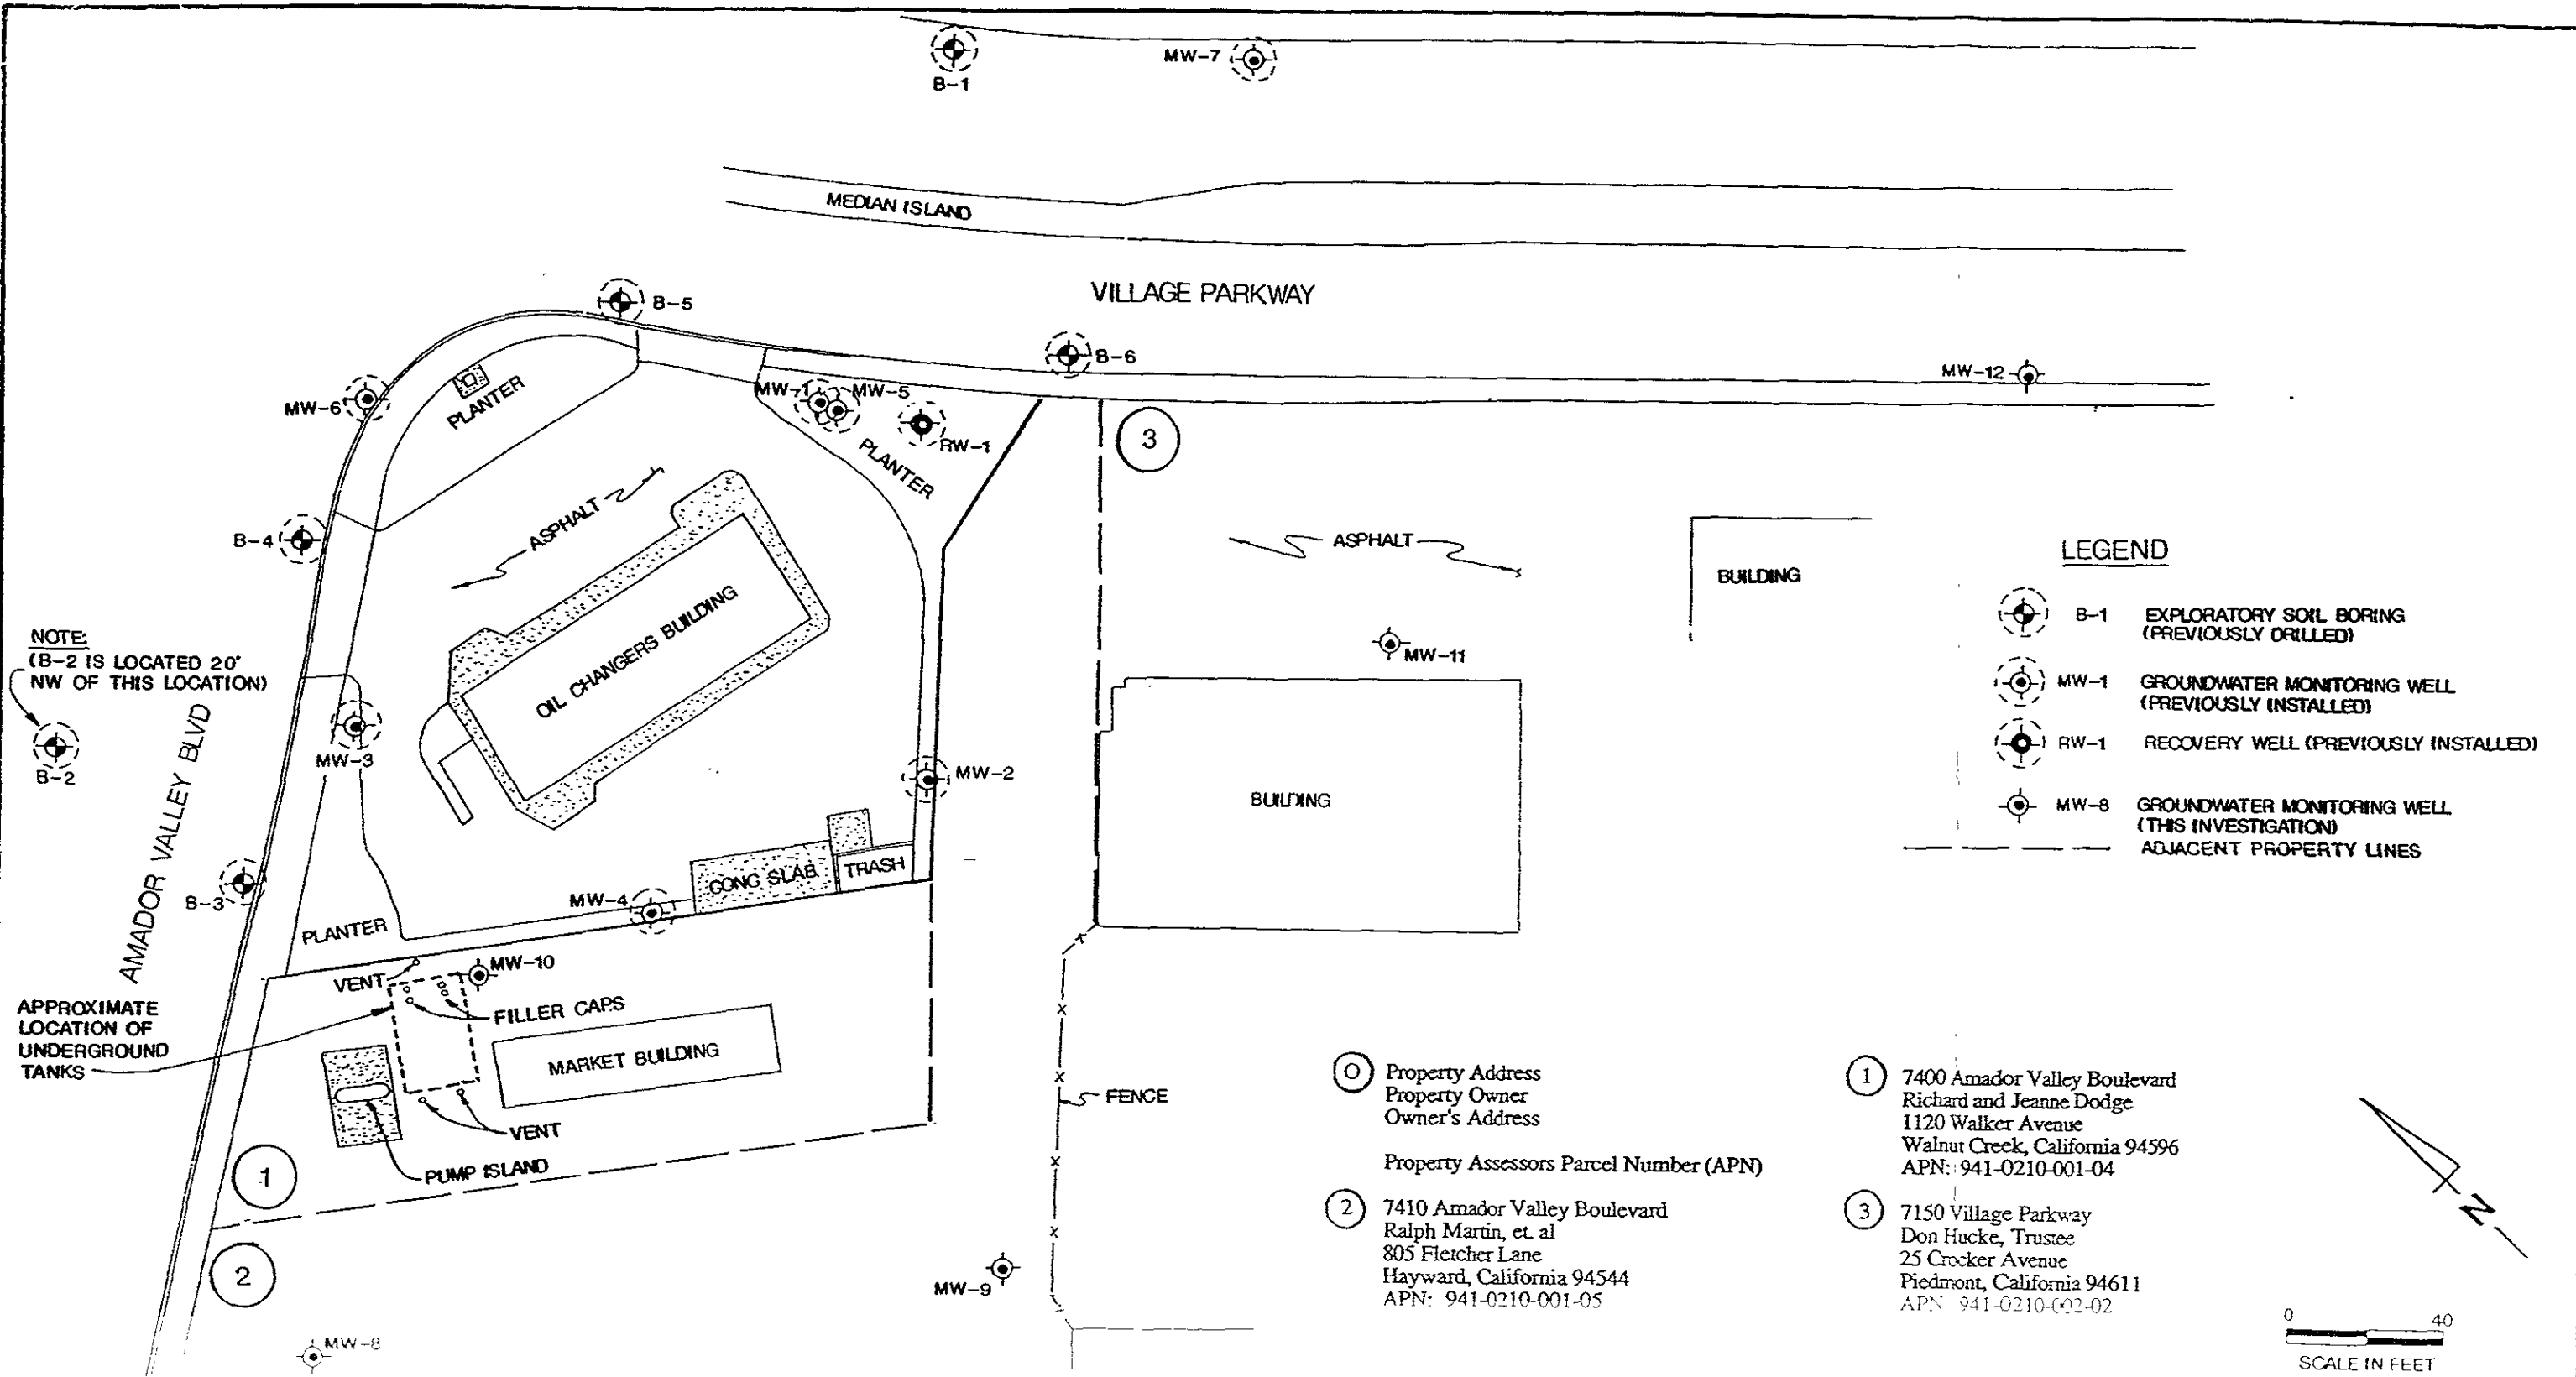 B-1
MW-7
MEDIAN ISLAND
VILLAGE PARKWAY
B-5
B-6
MW-12
MW-6
PLANTER
MW-1
MW-5
RW-1
PLANTER
3
ASPHALT
B-4
ASPHALT
BUILDING
OIL CHANGERS BUILDING
MW-11
NOTE:
(B-2 IS LOCATED 20'
NW OF THIS LOCATION)
B-2
AMADOR VALLEY BLVD
MW-3
MW-2
BUILDING
B-3
MW-4
CONC SLAB
TRASH
PLANTER
VENT
MW-10
FILLER CAPS
APPROXIMATE
LOCATION OF
UNDERGROUND
TANKS
MARKET BUILDING
VENT
PUMP ISLAND
FENCE
1
2
MW-9
MW-8
LEGEND
B-1 EXPLORATORY SOIL BORING
(PREVIOUSLY DRILLED)
MW-1 GROUNDWATER MONITORING WELL
(PREVIOUSLY INSTALLED)
RW-1 RECOVERY WELL (PREVIOUSLY INSTALLED)
MW-8 GROUNDWATER MONITORING WELL
(THIS INVESTIGATION)
ADJACENT PROPERTY LINES
0 Property Address
Property Owner
Owner's Address
Property Assessors Parcel Number (APN)
1 7400 Amador Valley Boulevard
Richard and Jeanne Dodge
1120 Walker Avenue
Walnut Creek, California 94596
APN: 941-0210-001-04
2 7410 Amador Valley Boulevard
Ralph Martin, et. al
805 Fletcher Lane
Hayward, California 94544
APN: 941-0210-001-05
3 7150 Village Parkway
Don Hucke, Trustee
25 Crocker Avenue
Piedmont, California 94611
APN 941-0210-002-02
N
0 40
SCALE IN FEET